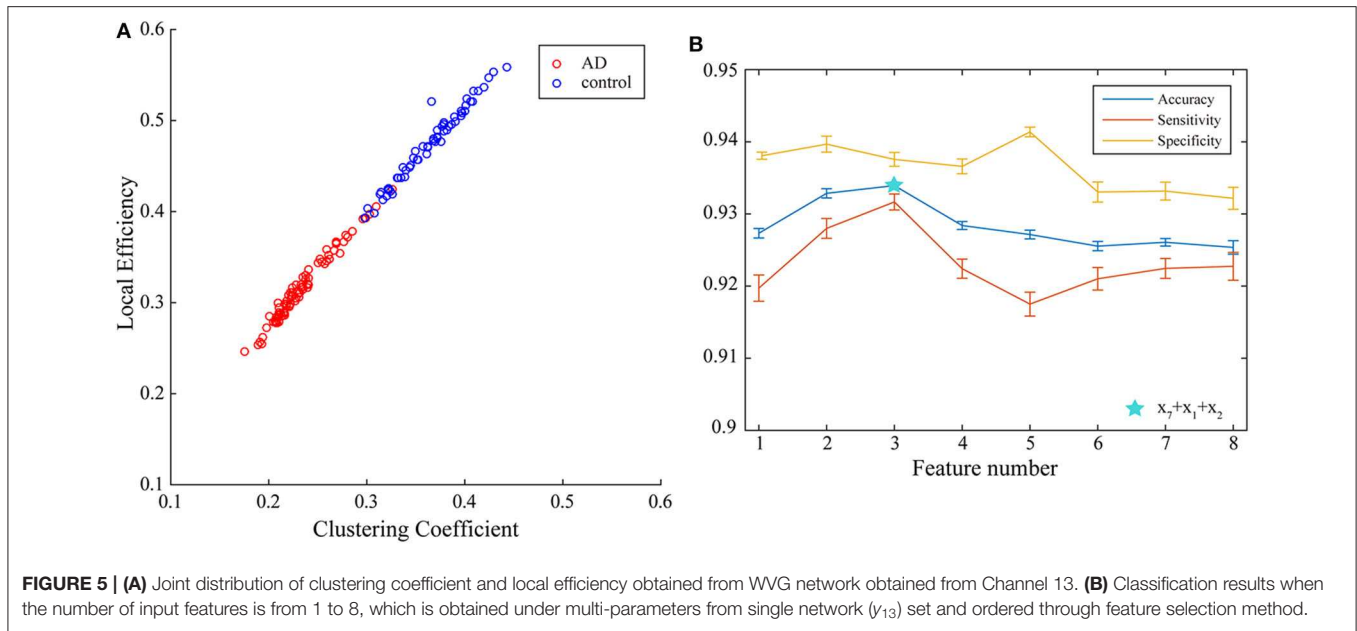 A
0.6
0.5
0.4
0.3
0.2
0.1
Local Efficiency
AD
control
0.1
0.2
0.3
0.4
0.5
0.6
Clustering Coefficient
B
0.95
0.94
0.93
0.92
0.91
0.9
Accuracy
Sensitivity
Specificity
x7+x1+x2
1
2
3
4
5
6
7
8
Feature number
FIGURE 5 | (A) Joint distribution of clustering coefficient and local efficiency obtained from WVG network obtained from Channel 13. (B) Classification results when
the number of input features is from 1 to 8, which is obtained under multi-parameters from single network (y13) set and ordered through feature selection method.